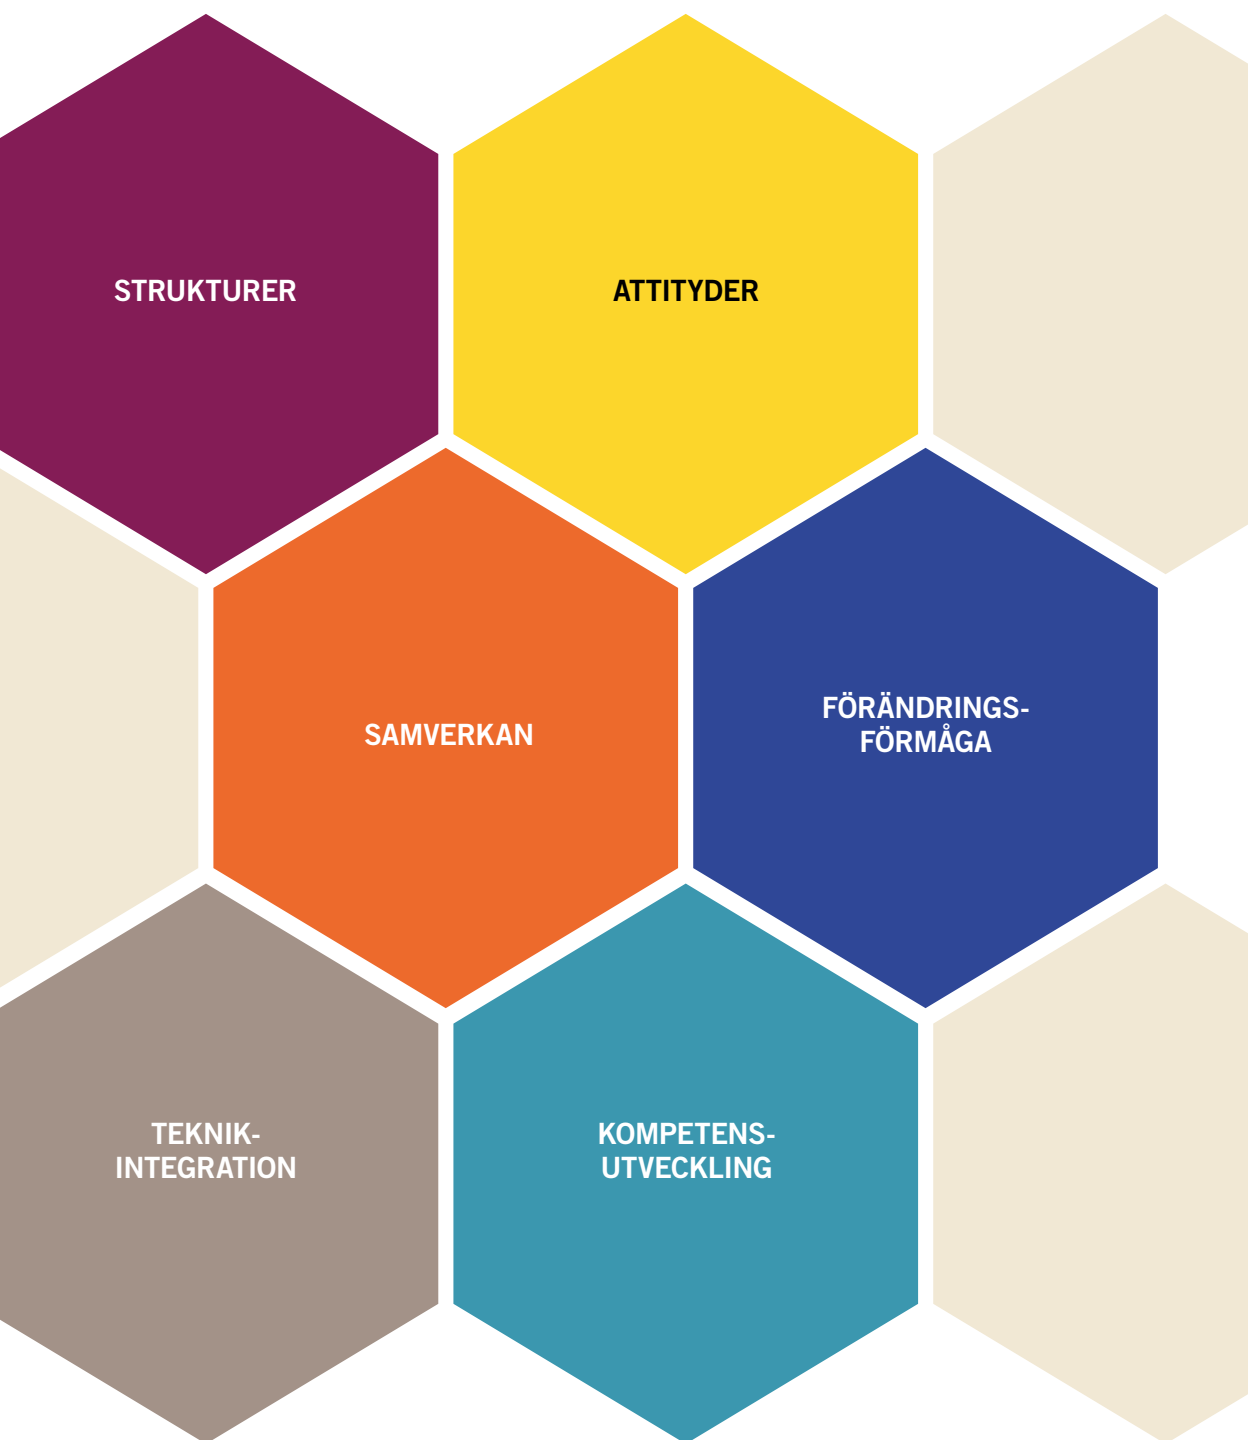 STRUKTURER
ATTITYDER
SAMVERKAN
FÖRÄNDRINGS-
FÖRMÅGA
TEKNIK-
INTEGRATION
KOMPETENS-
UTVECKLING